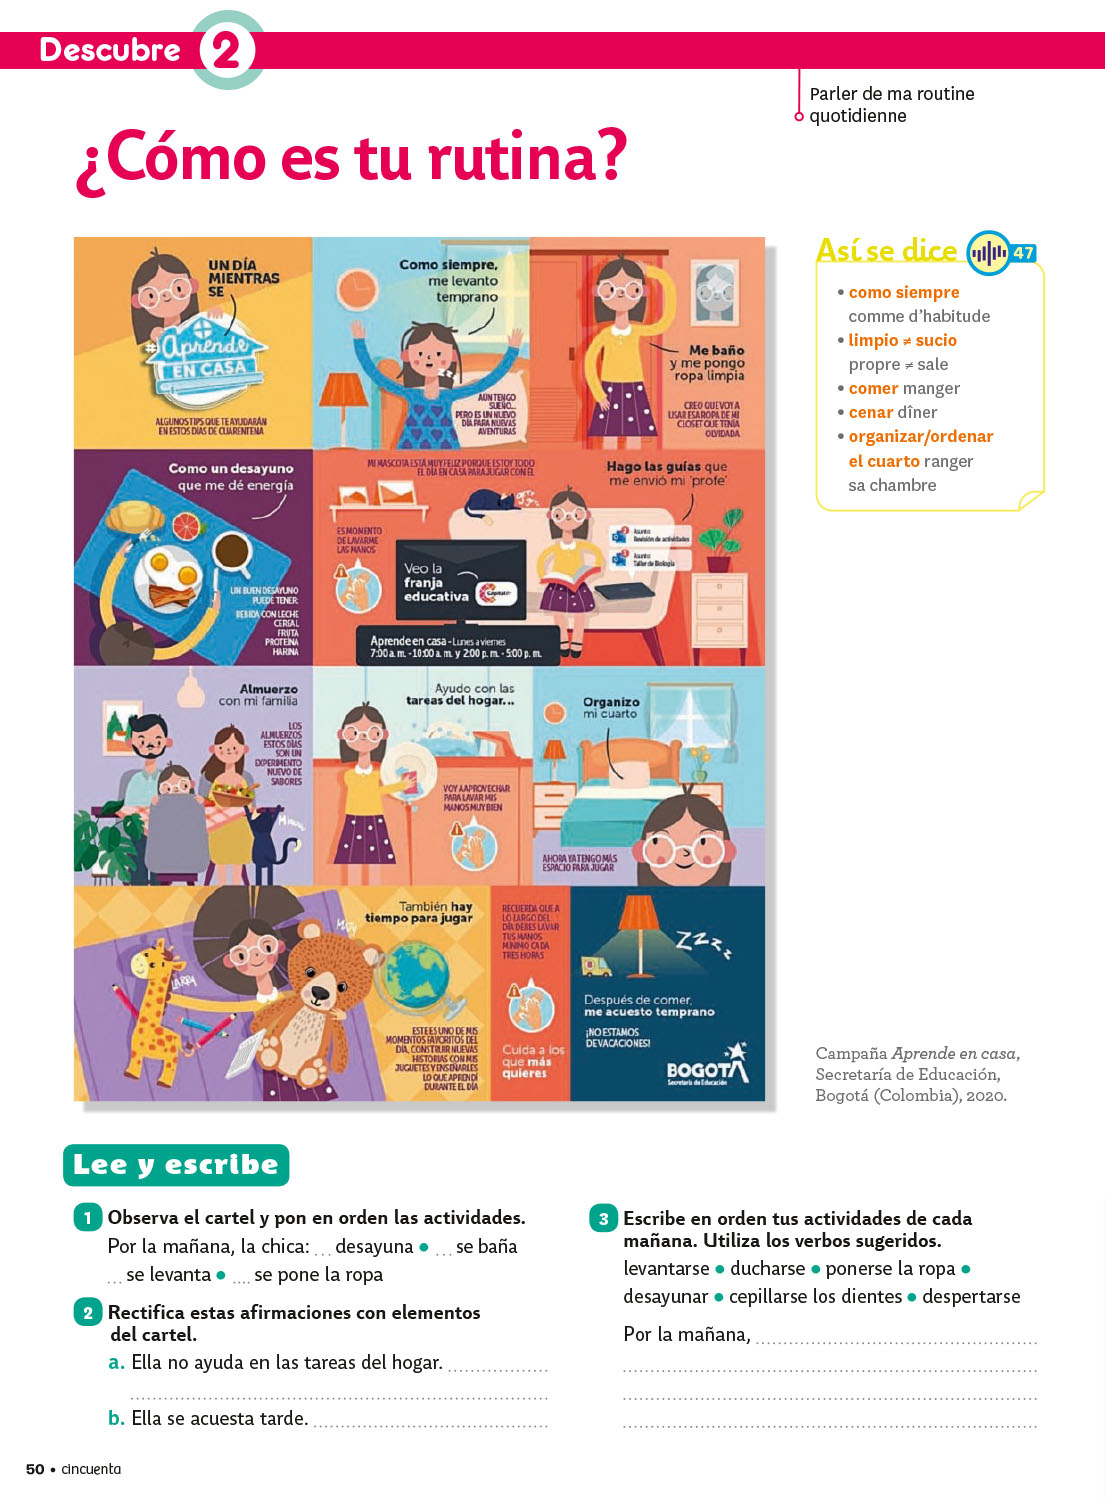 Descubre 2
Parler de ma routine
quotidienne
¿Cómo es tu rutina?
UN DÍA
MIENTRAS
SE
#Aprende
EN CASA
ALGUNOS TIPS QUE TE AYUDARÁN
EN ESTOS DÍAS DE CUARENTENA
Como siempre,
me levanto
temprano
AÚN TENGO
SUEÑO...
PERO ES UN NUEVO
DÍA PARA NUEVAS
AVENTURAS
Me baño
y me pongo
ropa limpia
CREO QUE VOY A
USAR ESA ROPA DE MI
CLOSET QUE TENÍA
OLVIDADA
Como un desayuno
que me dé energía
UN BUEN DESAYUNO
PUEDE TENER:
BEBIDA CON LECHE
CEREAL
FRUTA
PROTEÍNA
HARINA
MI MASCOTA ESTÁ MUY FELIZ PORQUE ESTOY TODO
EL DÍA EN CASA PARA JUGAR CON ÉL
Hago las guías que
me envió mi 'profe'
ES MOMENTO
DE LAVARME
LAS MANOS
Asunto:
Revisión de actividades
Asunto:
Taller de Biología
Veo la
franja
educativa
Capital
Aprende en casa - Lunes a viernes
7:00 a. m. - 10:00 a. m. y 2:00 p. m. - 5:00 p. m.
Almuerzo
con mi familia
LOS
ALMUERZOS
ESTOS DÍAS
SON UN
EXPERIMENTO
NUEVO DE
SABORES
Ayudo con las
tareas del hogar...
VOY A APROVECHAR
PARA LAVAR MIS
MANOS MUY BIEN
Organizo
mi cuarto
AHORA YA TENGO MÁS
ESPACIO PARA JUGAR
También hay
tiempo para jugar
ESTE ES UNO DE MIS
MOMENTOS FAVORITOS DEL
DÍA, CONSTRUIR NUEVAS
HISTORIAS CON MIS
JUGUETES Y ENSEÑARLES
LO QUE APRENDÍ
DURANTE EL DÍA
RECUERDA QUE A
LO LARGO DEL
DÍA DEBES LAVAR
TUS MANOS
MÍNIMO CADA
TRES HORAS
Cuida a los
que más
quieres
ZZZZ
Después de comer,
me acuesto temprano
¡NO ESTAMOS
DE VACACIONES!
BOGOTÁ
Secretaría de Educación
Así se dice 47
• como siempre
comme d'habitude
• limpio ≠ sucio
propre ≠ sale
• comer manger
• cenar dîner
• organizar/ordenar
el cuarto ranger
sa chambre
Campaña Aprende en casa,
Secretaría de Educación,
Bogotá (Colombia), 2020.
Lee y escribe
1 Observa el cartel y pon en orden las actividades.
Por la mañana, la chica: ... desayuna • ... se baña
... se levanta • .... se pone la ropa
2 Rectifica estas afirmaciones con elementos
del cartel.
a. Ella no ayuda en las tareas del hogar. ..................
b. Ella se acuesta tarde. ..................
3 Escribe en orden tus actividades de cada
mañana. Utiliza los verbos sugeridos.
levantarse • ducharse • ponerse la ropa •
desayunar • cepillarse los dientes • despertarse
Por la mañana, ..................
50 • cincuenta